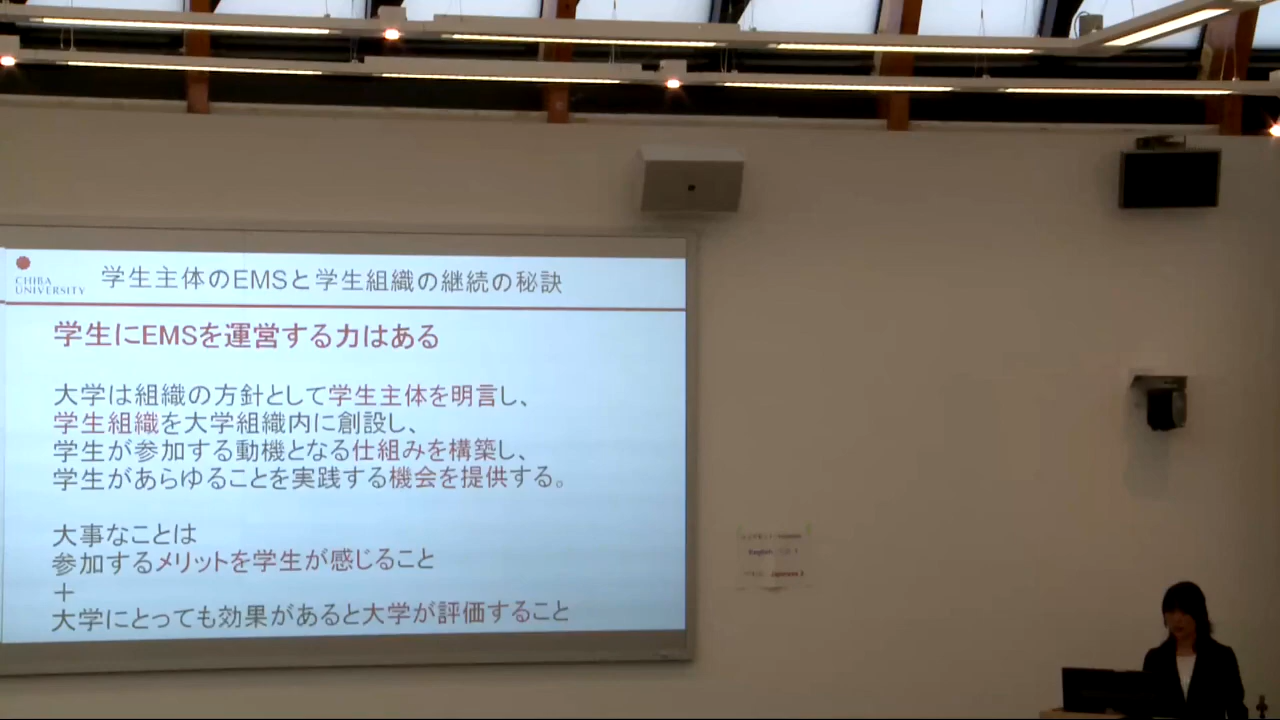 CHIBA
UNIVERSITY
学生主体のEMSと学生組織の継続の秘訣
学生にEMSを運営する力はある
大学は組織の方針として学生主体を明言し、
学生組織を大学組織内に創設し、
学生が参加する動機となる仕組みを構築し、
学生があらゆることを実践する機会を提供する。
大事なことは
参加するメリットを学生が感じること
+
大学にとっても効果があると大学が評価すること
English
Japanese